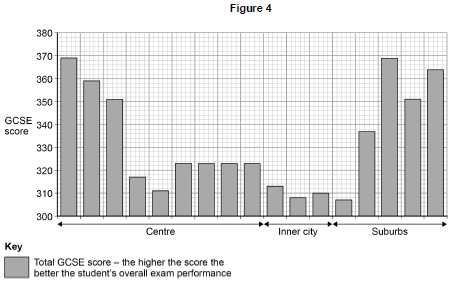 Figure 4
380
370
360
350
340
330
320
310
300
GCSE
score
Centre
Inner city
Suburbs
Key
Total GCSE score – the higher the score the
better the student's overall exam performance